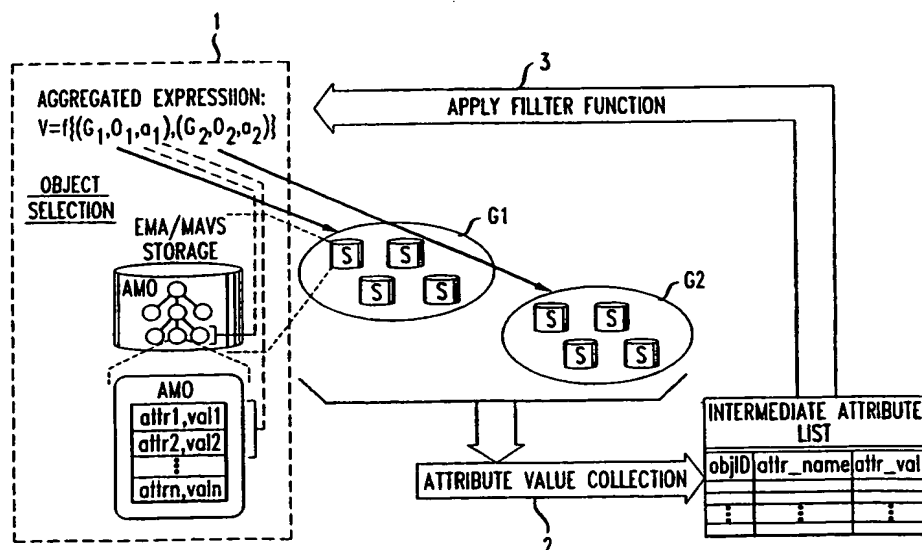 1
AGGREGATED EXPRESSIION:
V=f{(G1,O1,a1),(G2,O2,a2)}
OBJECT
SELECTION
EMA/MAVS
STORAGE
AMO
AMO
attr1,val1
attr2,val2
⋮
attrn,valn
3
APPLY FILLTER FUNCTION
G1
S
S
S
S
G2
S
S
S
S
ATTRIBUTE VALUE COLLECTION
2
INTERMEDIATE ATTRIBUTE
LIST
objID attr_name attr_val
⋮ ⋮ ⋮